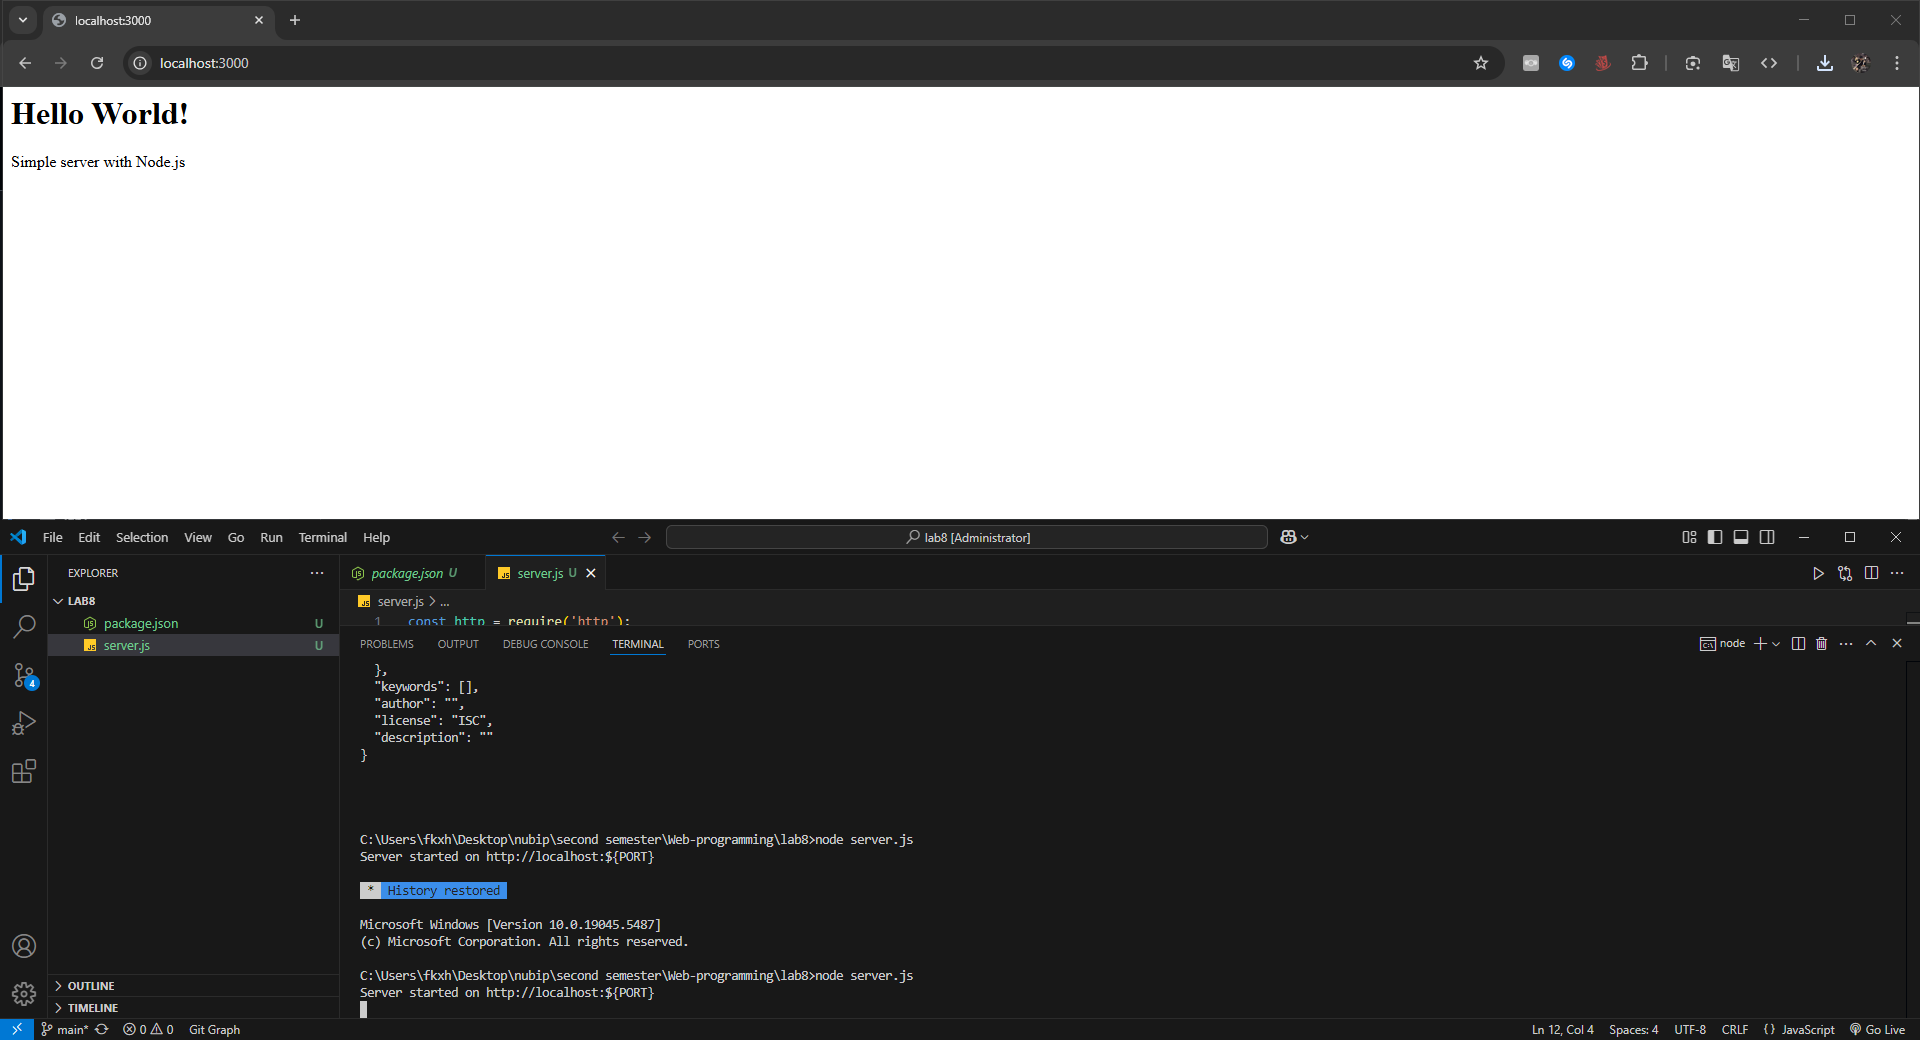 localhost:3000
localhost:3000
Hello World!
Simple server with Node.js
File Edit Selection View Go Run Terminal Help
lab8 [Administrator]
EXPLORER
package.json U
server.js U
LAB8
server.js > ...
package.json U
1 const http = require('http');
server.js U
PROBLEMS OUTPUT DEBUG CONSOLE TERMINAL PORTS
node
},
"keywords": [],
"author": "",
"license": "ISC",
"description": ""
}
C:\Users\fkxh\Desktop\nubip\second semester\Web-programming\lab8>node server.js
Server started on http://localhost:${PORT}
* History restored
Microsoft Windows [Version 10.0.19045.5487]
(c) Microsoft Corporation. All rights reserved.
C:\Users\fkxh\Desktop\nubip\second semester\Web-programming\lab8>node server.js
Server started on http://localhost:${PORT}
4
OUTLINE
TIMELINE
main* 0 0 Git Graph
Ln 12, Col 4 Spaces: 4 UTF-8 CRLF {} JavaScript Go Live